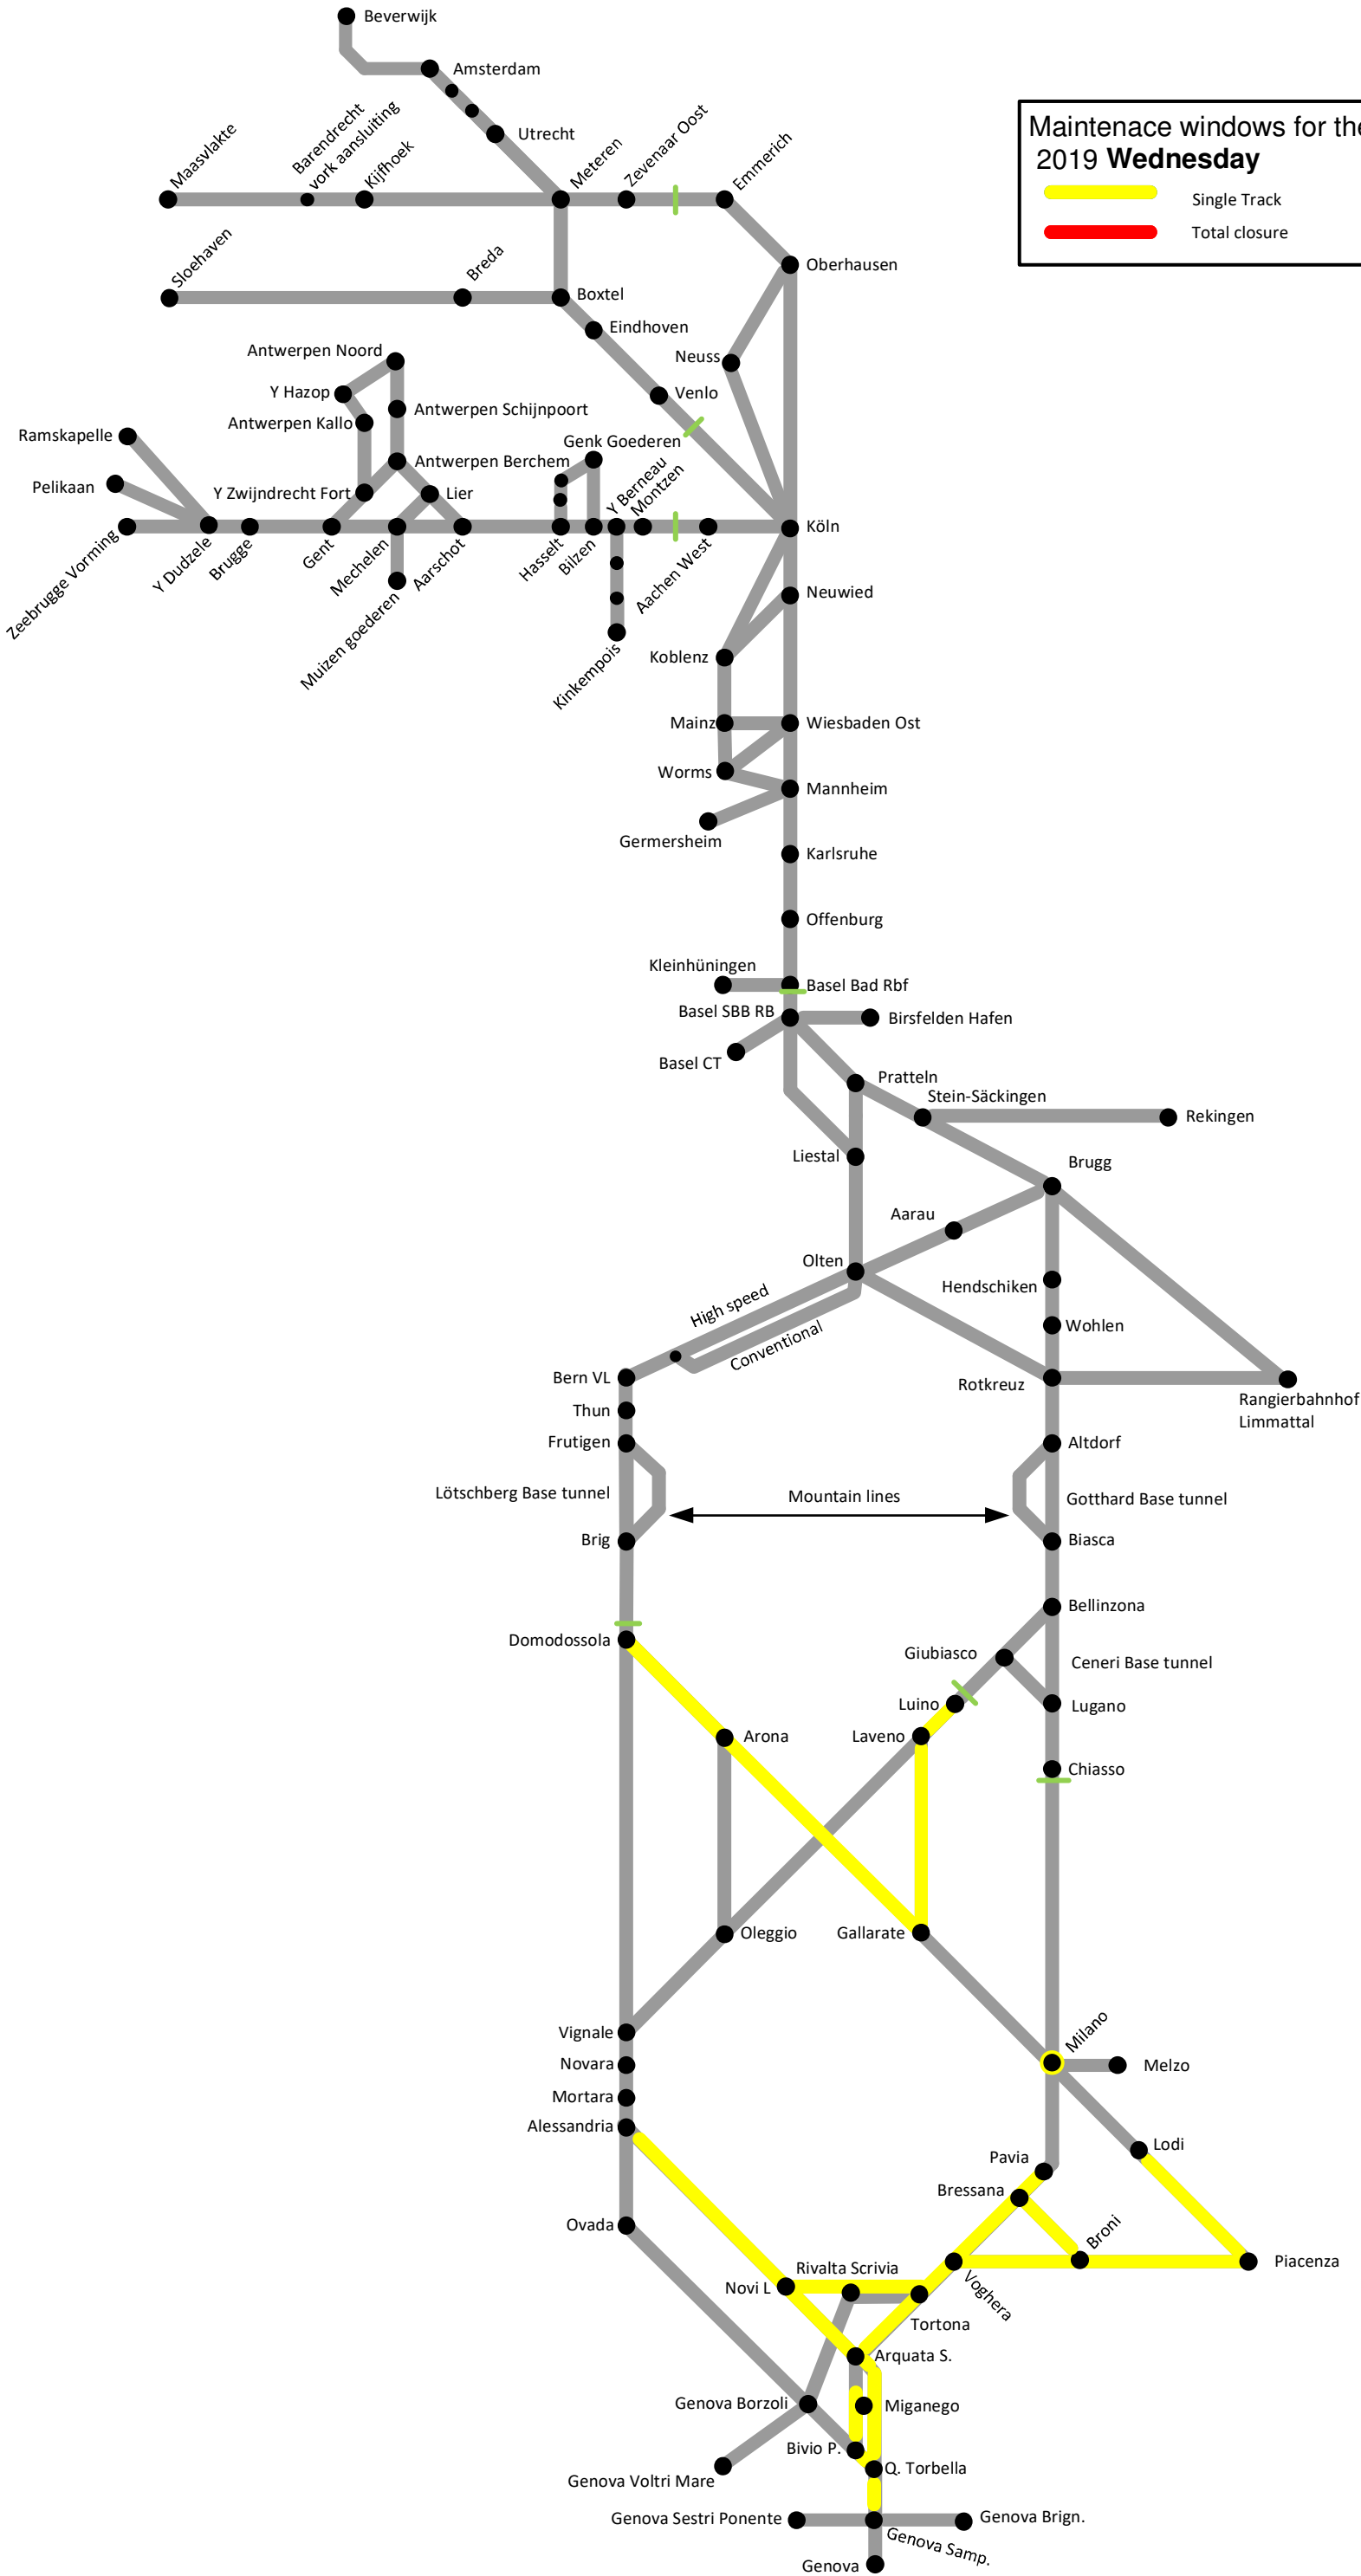 Beverwijk
Amsterdam
Utrecht
Maasvlakte
Barendrecht
vork aansluiting
Kijfhoek
Meteren
Zevenaar Oost
Emmerich
Maintenace windows for the
2019 Wednesday
Single Track
Total closure
Sloehaven
Breda
Boxtel
Oberhausen
Eindhoven
Antwerpen Noord
Neuss
Y Hazop
Venlo
Antwerpen Schijnpoort
Antwerpen Kallo
Ramskapelle
Genk Goederen
Antwerpen Berchem
Pelikaan
Y Zwijndrecht Fort
Lier
Y Berneau
Montzen
Köln
Zeebrugge Vorming
Y Dudzele
Brugge
Gent
Mechelen
Aarschot
Hasselt
Bilzen
Aachen West
Muizen goederen
Kinkempois
Neuwied
Koblenz
Mainz
Wiesbaden Ost
Worms
Mannheim
Germersheim
Karlsruhe
Offenburg
Kleinhüningen
Basel Bad Rbf
Basel SBB RB
Birsfelden Hafen
Basel CT
Pratteln
Stein-Säckingen
Rekingen
Liestal
Brugg
Aarau
Olten
Hendschiken
High speed
Conventional
Wohlen
Bern VL
Rotkreuz
Rangierbahnhof
Limmattal
Thun
Frutigen
Altdorf
Lötschberg Base tunnel
Mountain lines
Gotthard Base tunnel
Brig
Biasca
Bellinzona
Domodossola
Giubiasco
Ceneri Base tunnel
Luino
Lugano
Arona
Laveno
Chiasso
Oleggio
Gallarate
Vignale
Milano
Novara
Melzo
Mortara
Alessandria
Lodi
Pavia
Bressana
Ovada
Broni
Rivalta Scrivia
Piacenza
Novi L
Voghera
Tortona
Arquata S.
Genova Borzoli
Miganego
Bivio P.
Q. Torbella
Genova Voltri Mare
Genova Sestri Ponente
Genova Brign.
Genova Samp.
Genova